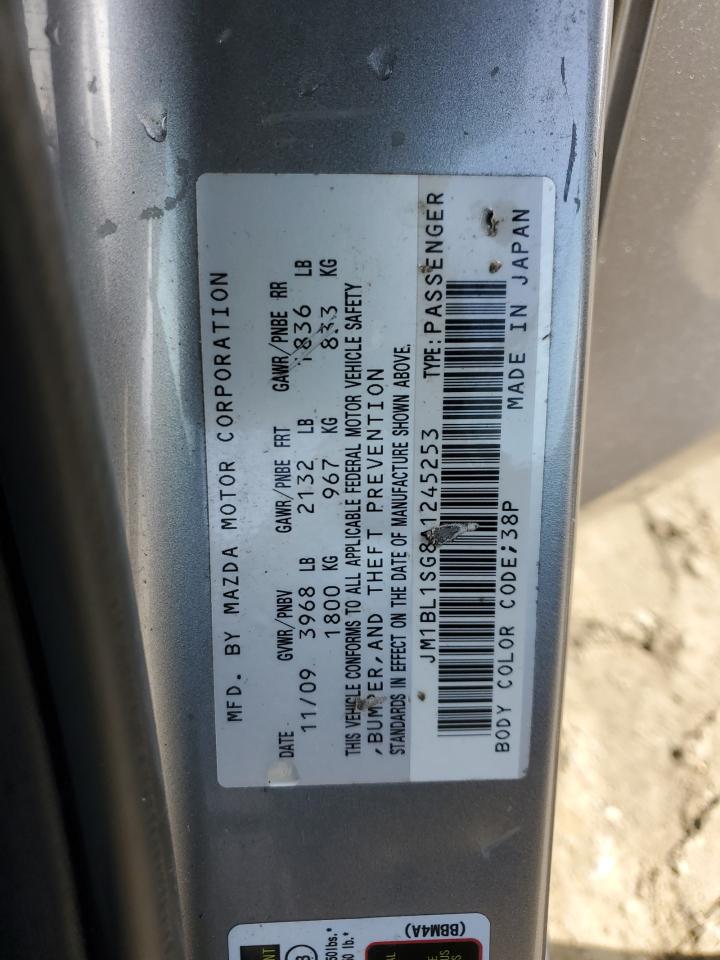 MFD. BY MAZDA MOTOR CORPORATION
DATE GVWR/PNBV GAWR/PNBE FRT GAWR/PNBE RR
11/09 3968 LB 2132 LB 1836 LB
1800 KG 967 KG 833 KG
THIS VEHICLE CONFORMS TO ALL APPLICABLE FEDERAL MOTOR VEHICLE SAFETY
,BUMPER,AND THEFT PREVENTION
STANDARDS IN EFFECT ON THE DATE OF MANUFACTURE SHOWN ABOVE.
JM1BL1SG8A1245253 TYPE:PASSENGER
BODY COLOR CODE;38P MADE IN JAPAN
(BBM4A)